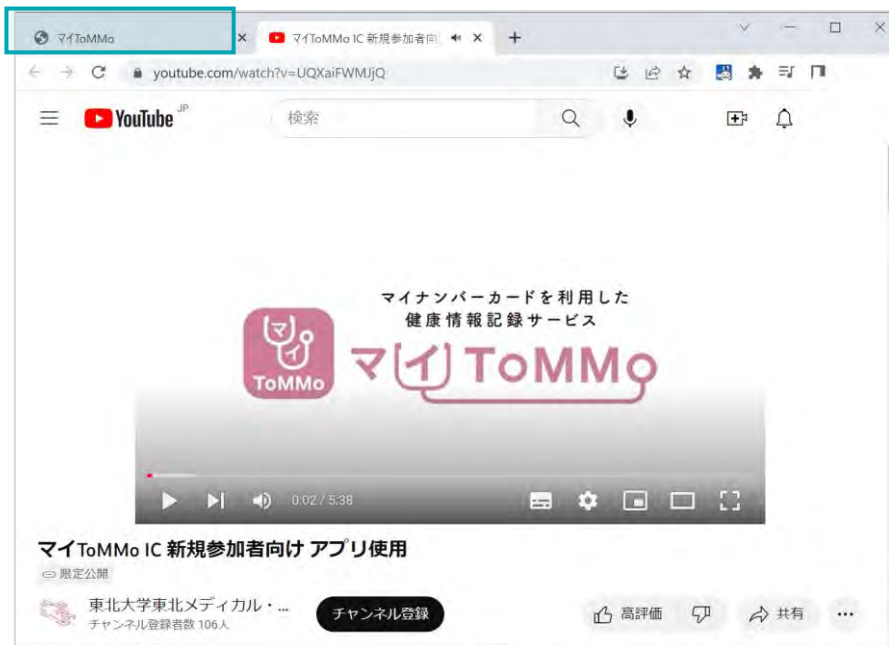 マイToMMo
マイToMMo IC 新規参加者向
youtube.com/watch?v=UQXaiFWMJjQ
YouTube JP
検索
マイナンバーカードを利用した
健康情報記録サービス
マイ ToMMo
マイ ToMMo
0:02 / 5:38
マイToMMo IC 新規参加者向け アプリ使用
限定公開
東北大学東北メディカル・...
チャンネル登録者数 106人
チャンネル登録
高評価
共有